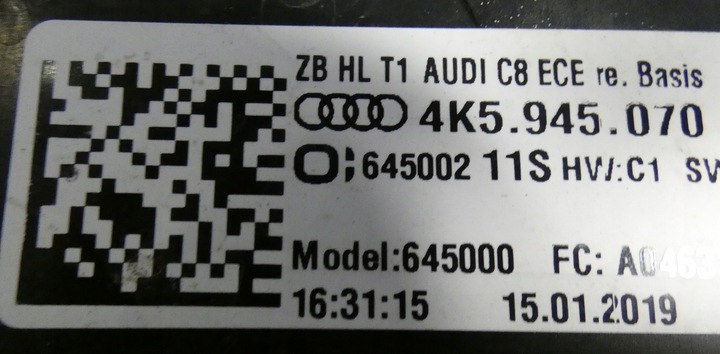 ZB HL T1 AUDI C8 ECE re. Basis
4K5.945.070
O;645002 11S HW:C1 SW
Model:645000 FC: A0463
16:31:15 15.01.2019